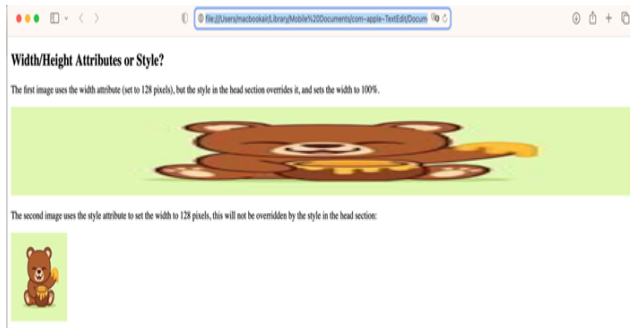 file:///Users/macbookair/Library/Mobile%20Documents/com~apple~TextEdit/Docum
Width/Height Attributes or Style?
The first image uses the width attribute (set to 128 pixels), but the style in the head section overrides it, and sets the width to 100%.
The second image uses the style attribute to set the width to 128 pixels, this will not be overridden by the style in the head section: